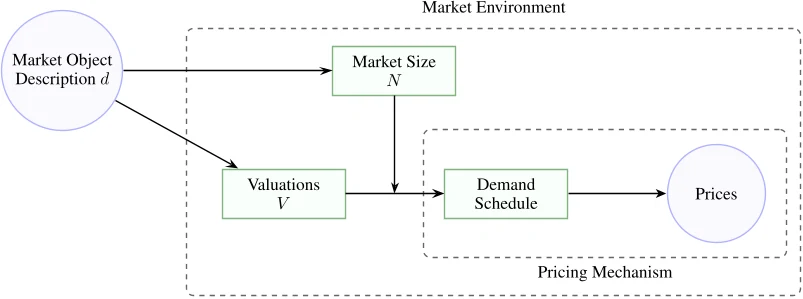 Market Environment
Market Object
Description d
Market Size
N
Valuations
V
Demand
Schedule
Prices
Pricing Mechanism